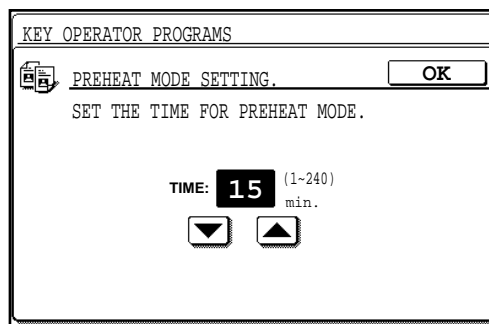 KEY OPERATOR PROGRAMS
PREHEAT MODE SETTING. OK
SET THE TIME FOR PREHEAT MODE.
TIME: 15 (1~240)
min.